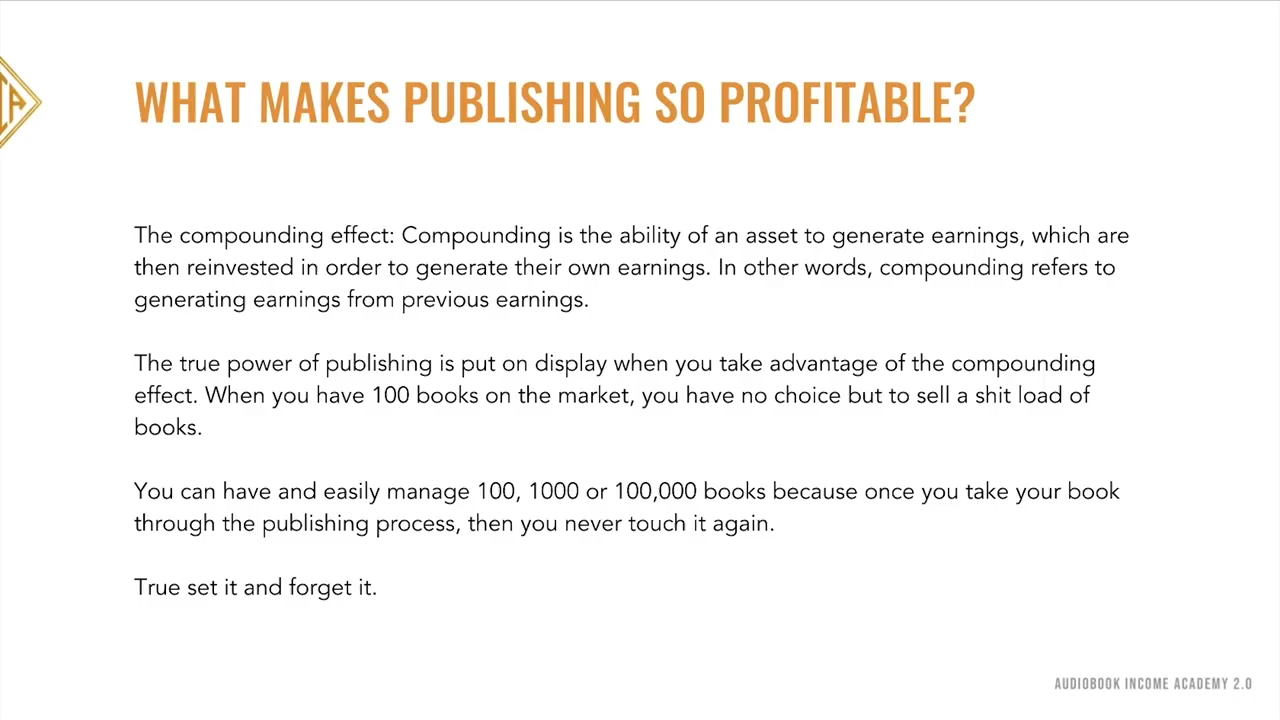 WHAT MAKES PUBLISHING SO PROFITABLE?
The compounding effect: Compounding is the ability of an asset to generate earnings, which are
then reinvested in order to generate their own earnings. In other words, compounding refers to
generating earnings from previous earnings.
The true power of publishing is put on display when you take advantage of the compounding
effect. When you have 100 books on the market, you have no choice but to sell a shit load of
books.
You can have and easily manage 100, 1000 or 100,000 books because once you take your book
through the publishing process, then you never touch it again.
True set it and forget it.
AUDIOBOOK INCOME ACADEMY 2.0